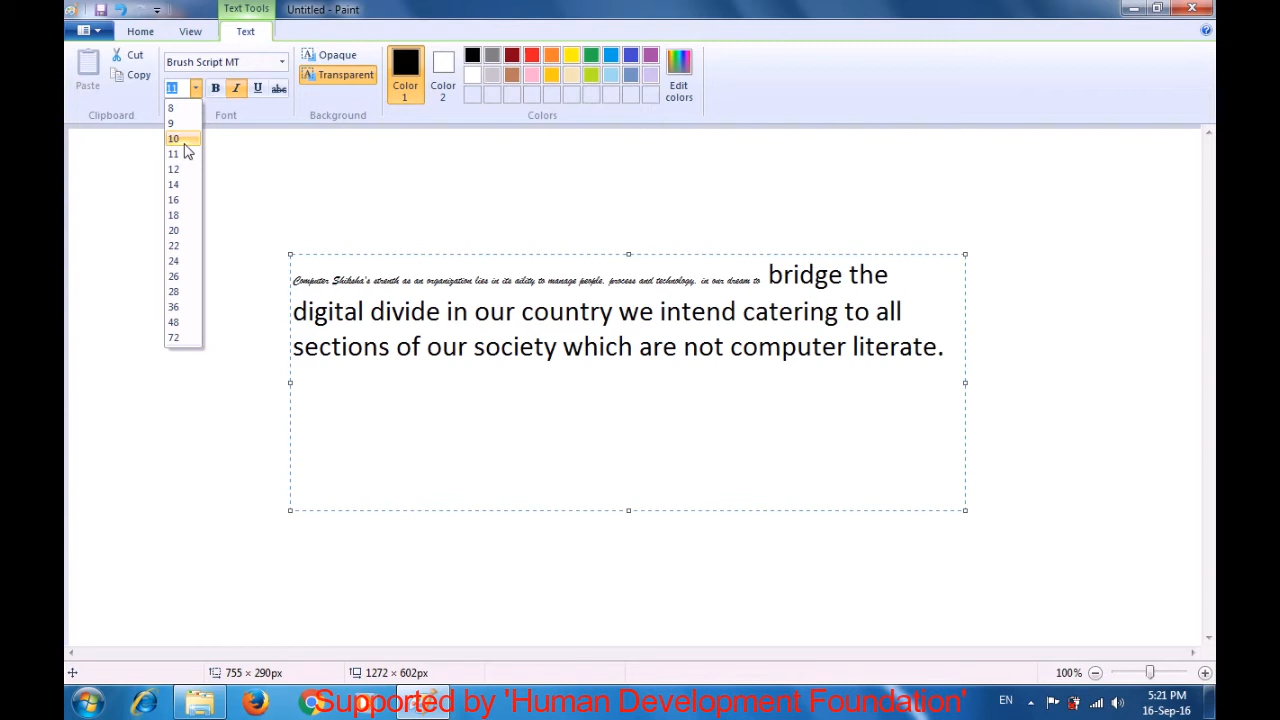 Text Tools
Untitled - Paint
Home View Text
Paste
Cut
Copy
Clipboard
Brush Script MT
11
B I U abc
Font
Opaque
Transparent
Background
Color 1
Color 2
Edit colors
Colors
8
9
10
11
12
14
16
18
20
22
24
26
28
36
48
72
Computer Shiksha's strenth as an organization lies in its aility to manage people, process and technology. in our dream to bridge the
digital divide in our country we intend catering to all
sections of our society which are not computer literate.
755 × 290px
1272 × 602px
100%
Supported by 'Human Development Foundation'
EN
5:21 PM
16-Sep-16